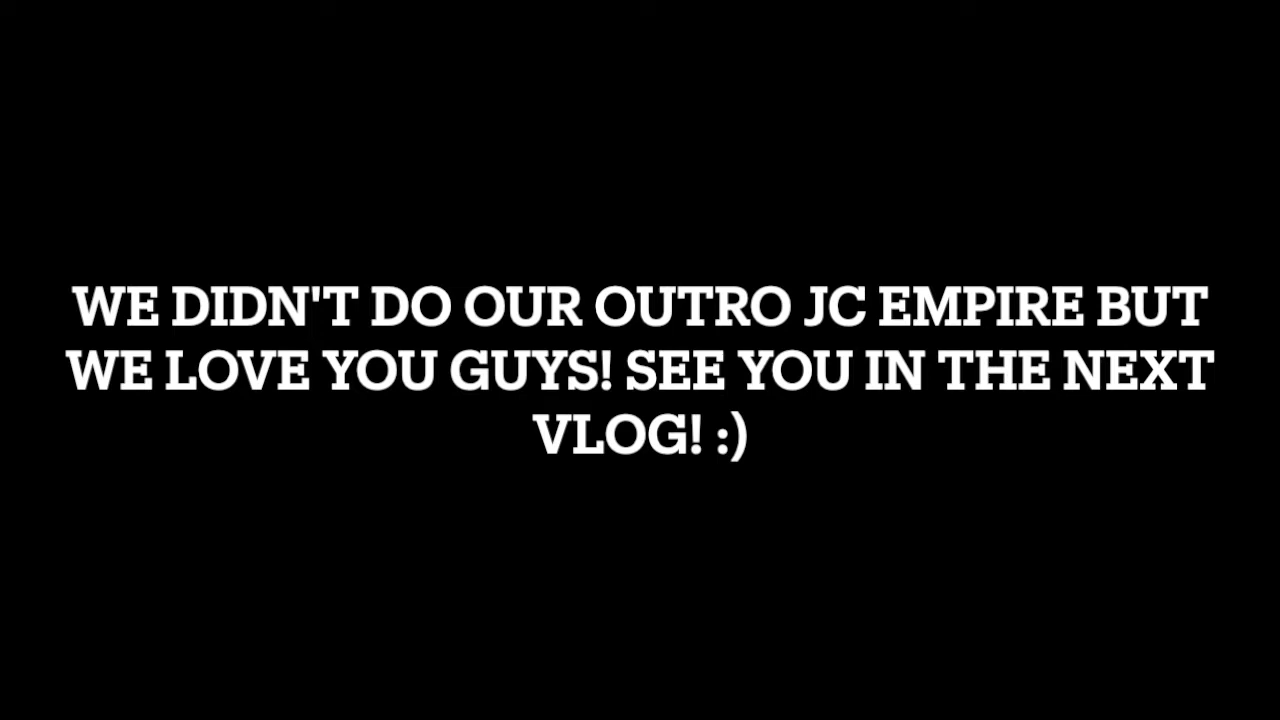 WE DIDN'T DO OUR OUTRO JC EMPIRE BUT
WE LOVE YOU GUYS! SEE YOU IN THE NEXT
VLOG! :)